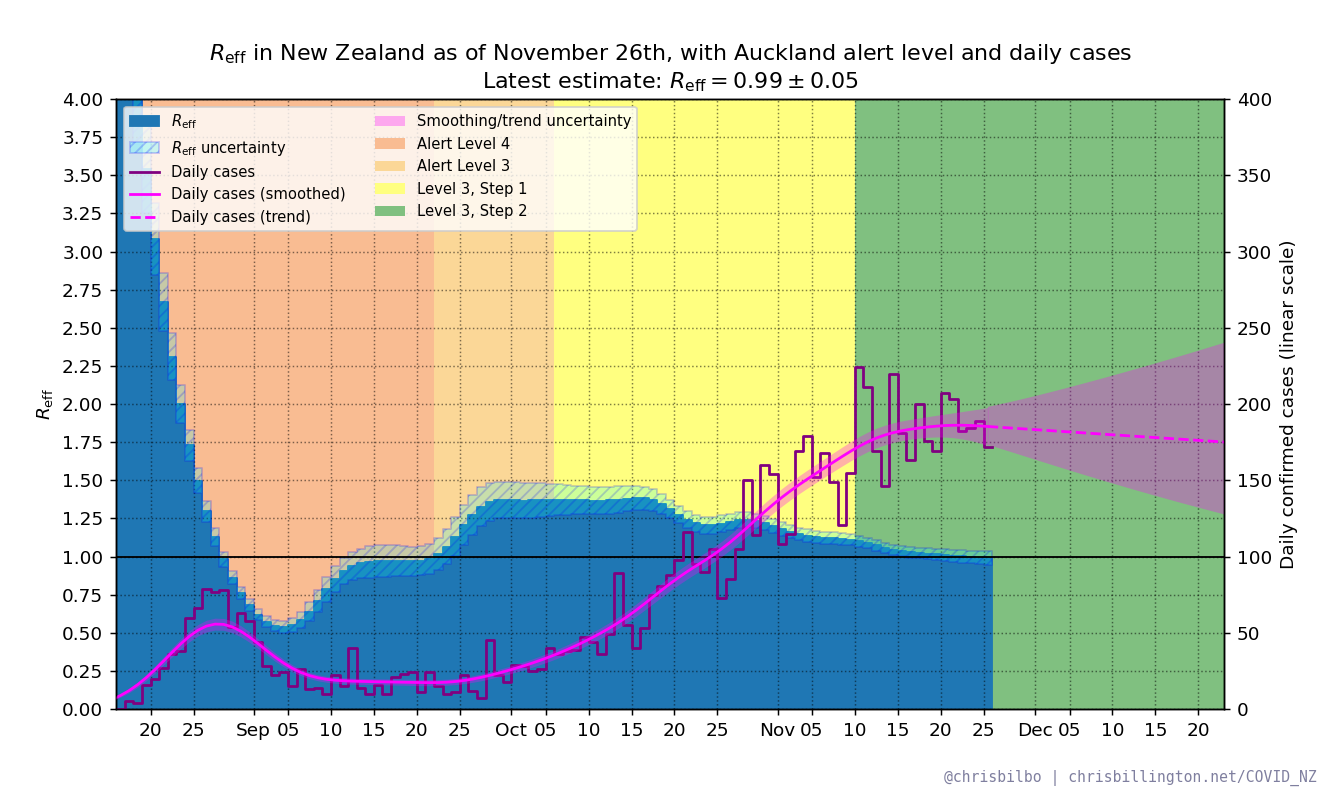 R_eff in New Zealand as of November 26th, with Auckland alert level and daily cases
Latest estimate: R_eff = 0.99 ± 0.05
R_eff
R_eff uncertainty
Daily cases
Daily cases (smoothed)
Daily cases (trend)
Smoothing/trend uncertainty
Alert Level 4
Alert Level 3
Level 3, Step 1
Level 3, Step 2
R_eff
4.00
3.75
3.50
3.25
3.00
2.75
2.50
2.25
2.00
1.75
1.50
1.25
1.00
0.75
0.50
0.25
0.00
400
350
300
250
200
150
100
50
0
Daily confirmed cases (linear scale)
20 25 Sep 05 10 15 20 25 Oct 05 10 15 20 25 Nov 05 10 15 20 25 Dec 05 10 15 20
@chrisbilbo | chrisbillington.net/COVID_NZ